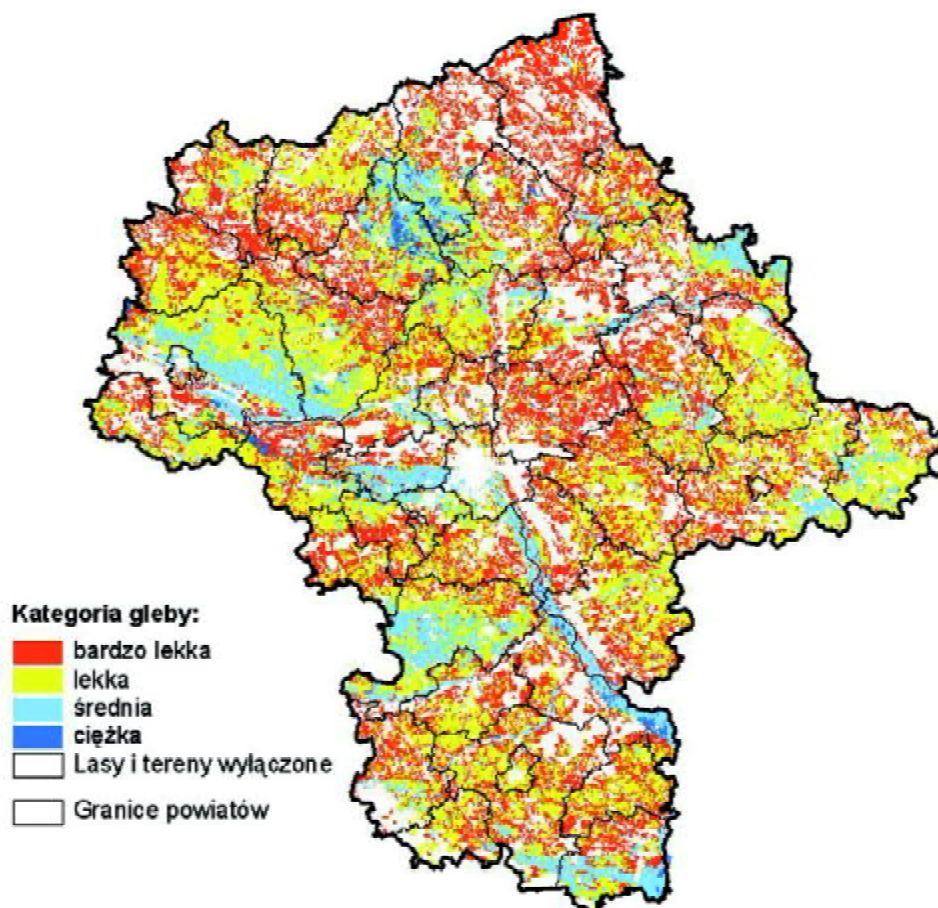 Kategoria gleby:
bardzo lekka
lekka
średnia
ciężka
Lasy i tereny wyłączone
Granice powiatów